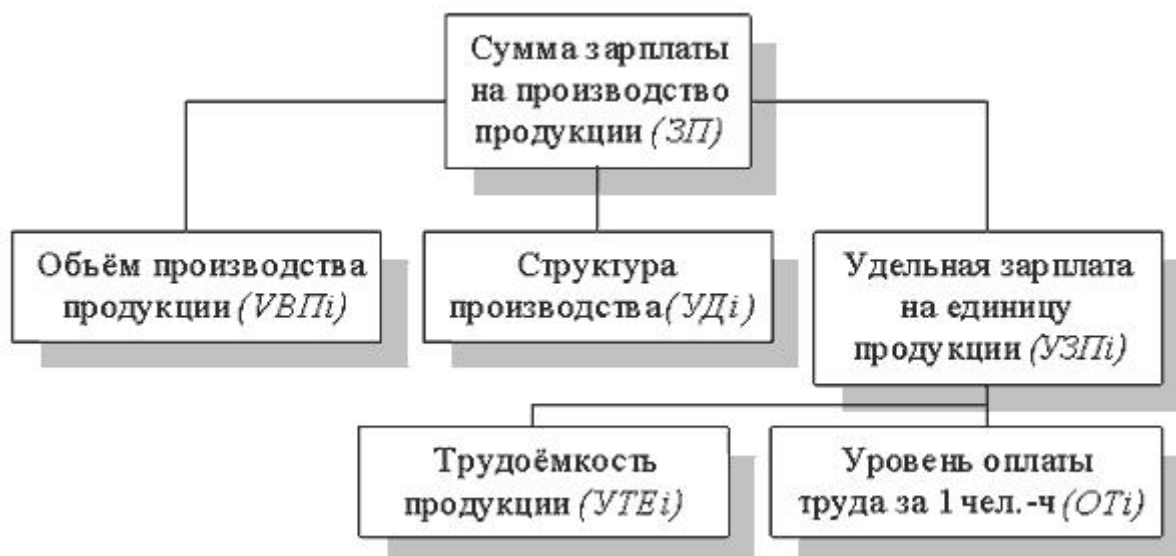 Сумма зарплаты
на производство
продукции (ЗП)
Обьём производства
продукции (VВПi)
Структура
производства(УДi)
Удельная зарплата
на единицу
продукции (УЗПi)
Трудоёмкость
продукции (УТЕi)
Уровень оплаты
труда за 1 чел.-ч (ОТi)